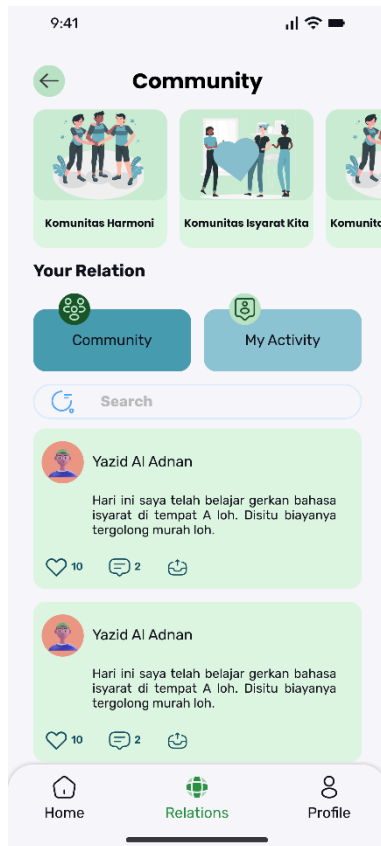 9:41
Community
Komunitas Harmoni
Komunitas Isyarat Kita
Your Relation
Community
My Activity
Search
Yazid Al Adnan
Hari ini saya telah belajar gerkan bahasa
isyarat di tempat A loh. Disitu biayanya
tergolong murah loh.
10
2
Yazid Al Adnan
Hari ini saya telah belajar gerkan bahasa
isyarat di tempat A loh. Disitu biayanya
tergolong murah loh.
10
2
Home
Relations
Profile